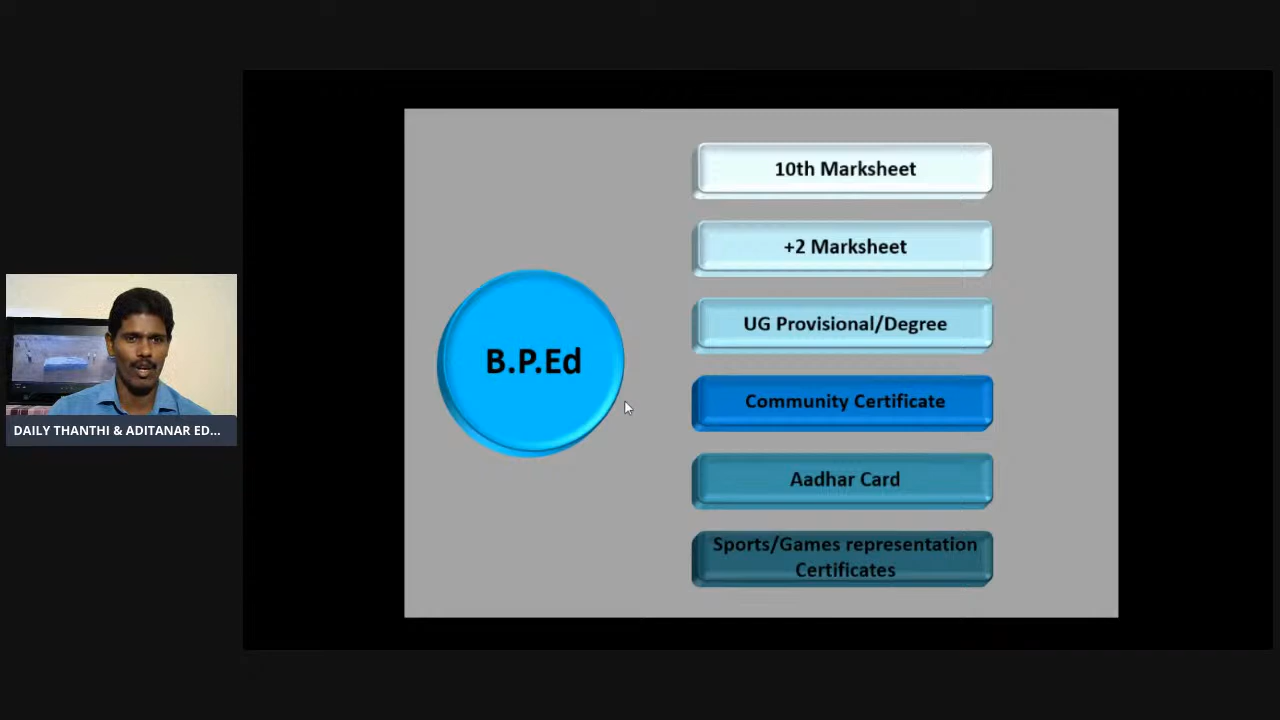 10th Marksheet
+2 Marksheet
UG Provisional/Degree
B.P.Ed
Community Certificate
Aadhar Card
Sports/Games representation
Certificates
DAILY THANTHI & ADITANAR ED...